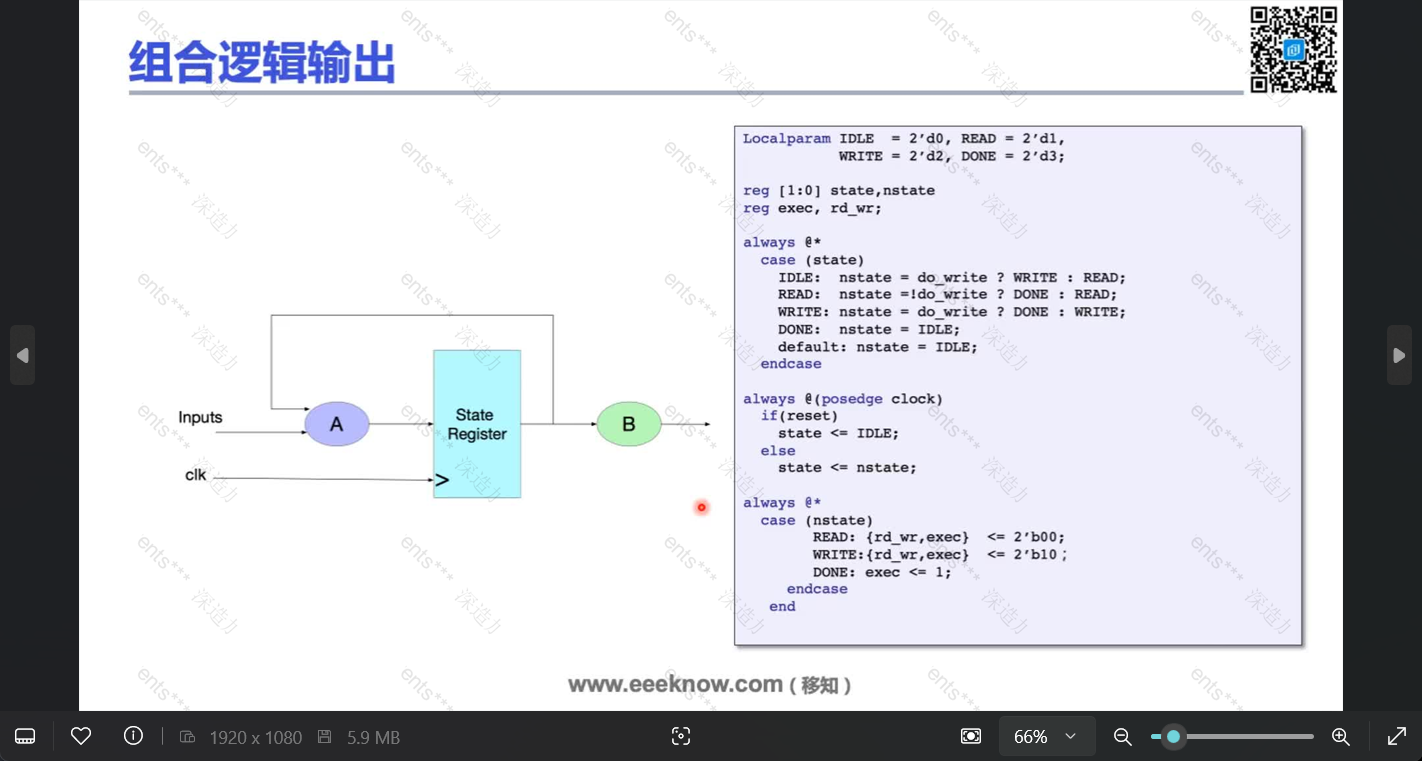 组合逻辑输出
Inputs
clk
A
State
Register
>
B
Localparam IDLE  = 2’d0, READ = 2’d1,
WRITE = 2’d2, DONE = 2’d3;
reg [1:0] state,nstate
reg exec, rd_wr;
always @*
case (state)
IDLE:  nstate = do_write ? WRITE : READ;
READ:  nstate =!do_write ? DONE : READ;
WRITE: nstate = do_write ? DONE : WRITE;
DONE:  nstate = IDLE;
default: nstate = IDLE;
endcase
always @(posedge clock)
if(reset)
state <= IDLE;
else
state <= nstate;
always @*
case (nstate)
READ: {rd_wr,exec}  <= 2’b00;
WRITE:{rd_wr,exec}  <= 2’b10；
DONE: exec <= 1;
endcase
end
www.eeeknow.com ( 移知 )
ents*** 深造力
1920 x 1080
5.9 MB
66%